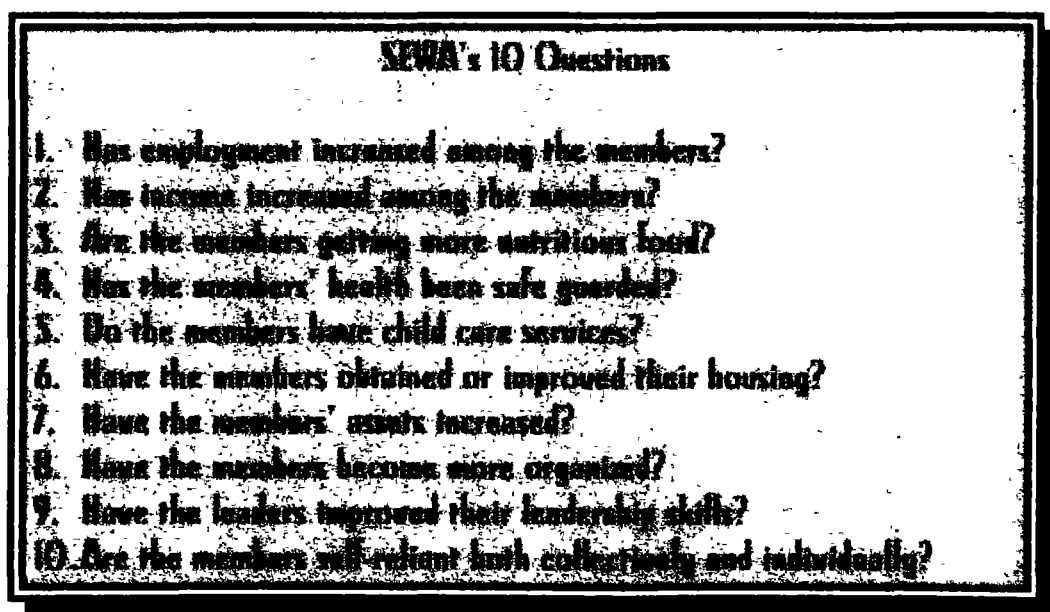 SEWA's 10 Questions
1. Has employment increased among the members?
2. Has income increased among the members?
3. Are the members getting more nutritious food?
4. Has the members' health been safe guarded?
5. Do the members have child care services?
6. Have the members obtained or improved their housing?
7. Have the members' assets increased?
8. Have the members become more organized?
9. Have the leaders improved their leadership skills?
10. Are the members self-reliant both collectively and individually?